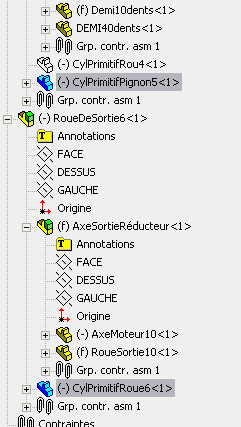 (f) Demi10dents<1>
DEMI40dents<1>
Grp. contr. asm 1
(-) CylPrimitifRou4<1>
(-) CylPrimitifPignon5<1>
Grp. contr. asm 1
(-) RoueDeSortie6<1>
Annotations
FACE
DESSUS
GAUCHE
Origine
(f) AxeSortieRéducteur<1>
Annotations
FACE
DESSUS
GAUCHE
Origine
(-) AxeMoteur10<1>
(f) RoueSortie10<1>
Grp. contr. asm 1
(-) CylPrimitifRoue6<1>
Grp. contr. asm 1
Contraintes